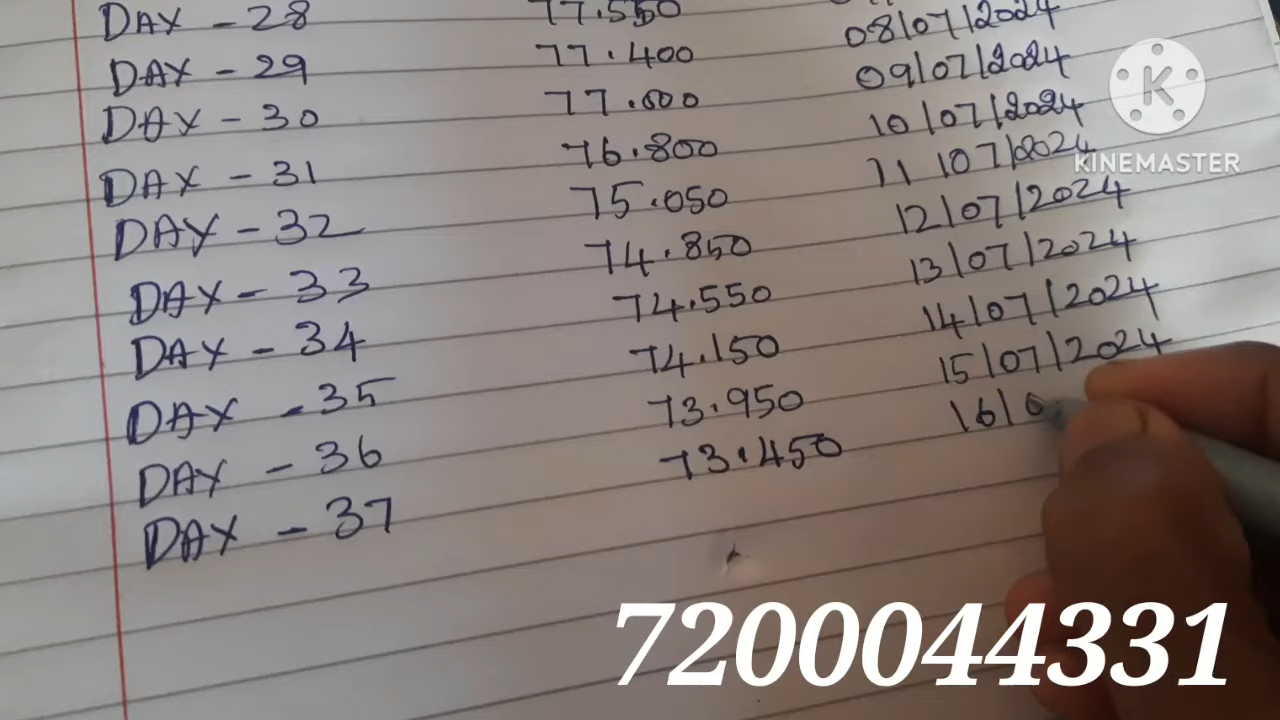 DAY - 28 77.550
DAY - 29 77.400 08/07/2024
DAY - 30 77.600 09/07/2024
DAY - 31 76.800 10/07/2024
DAY - 32 75.050 11/07/2024
DAY - 33 74.850 12/07/2024
DAY - 34 74.550 13/07/2024
DAY - 35 74.150 14/07/2024
DAY - 36 73.950 15/07/2024
DAY - 37 73.450 16/0
K
KINEMASTER
7200044331